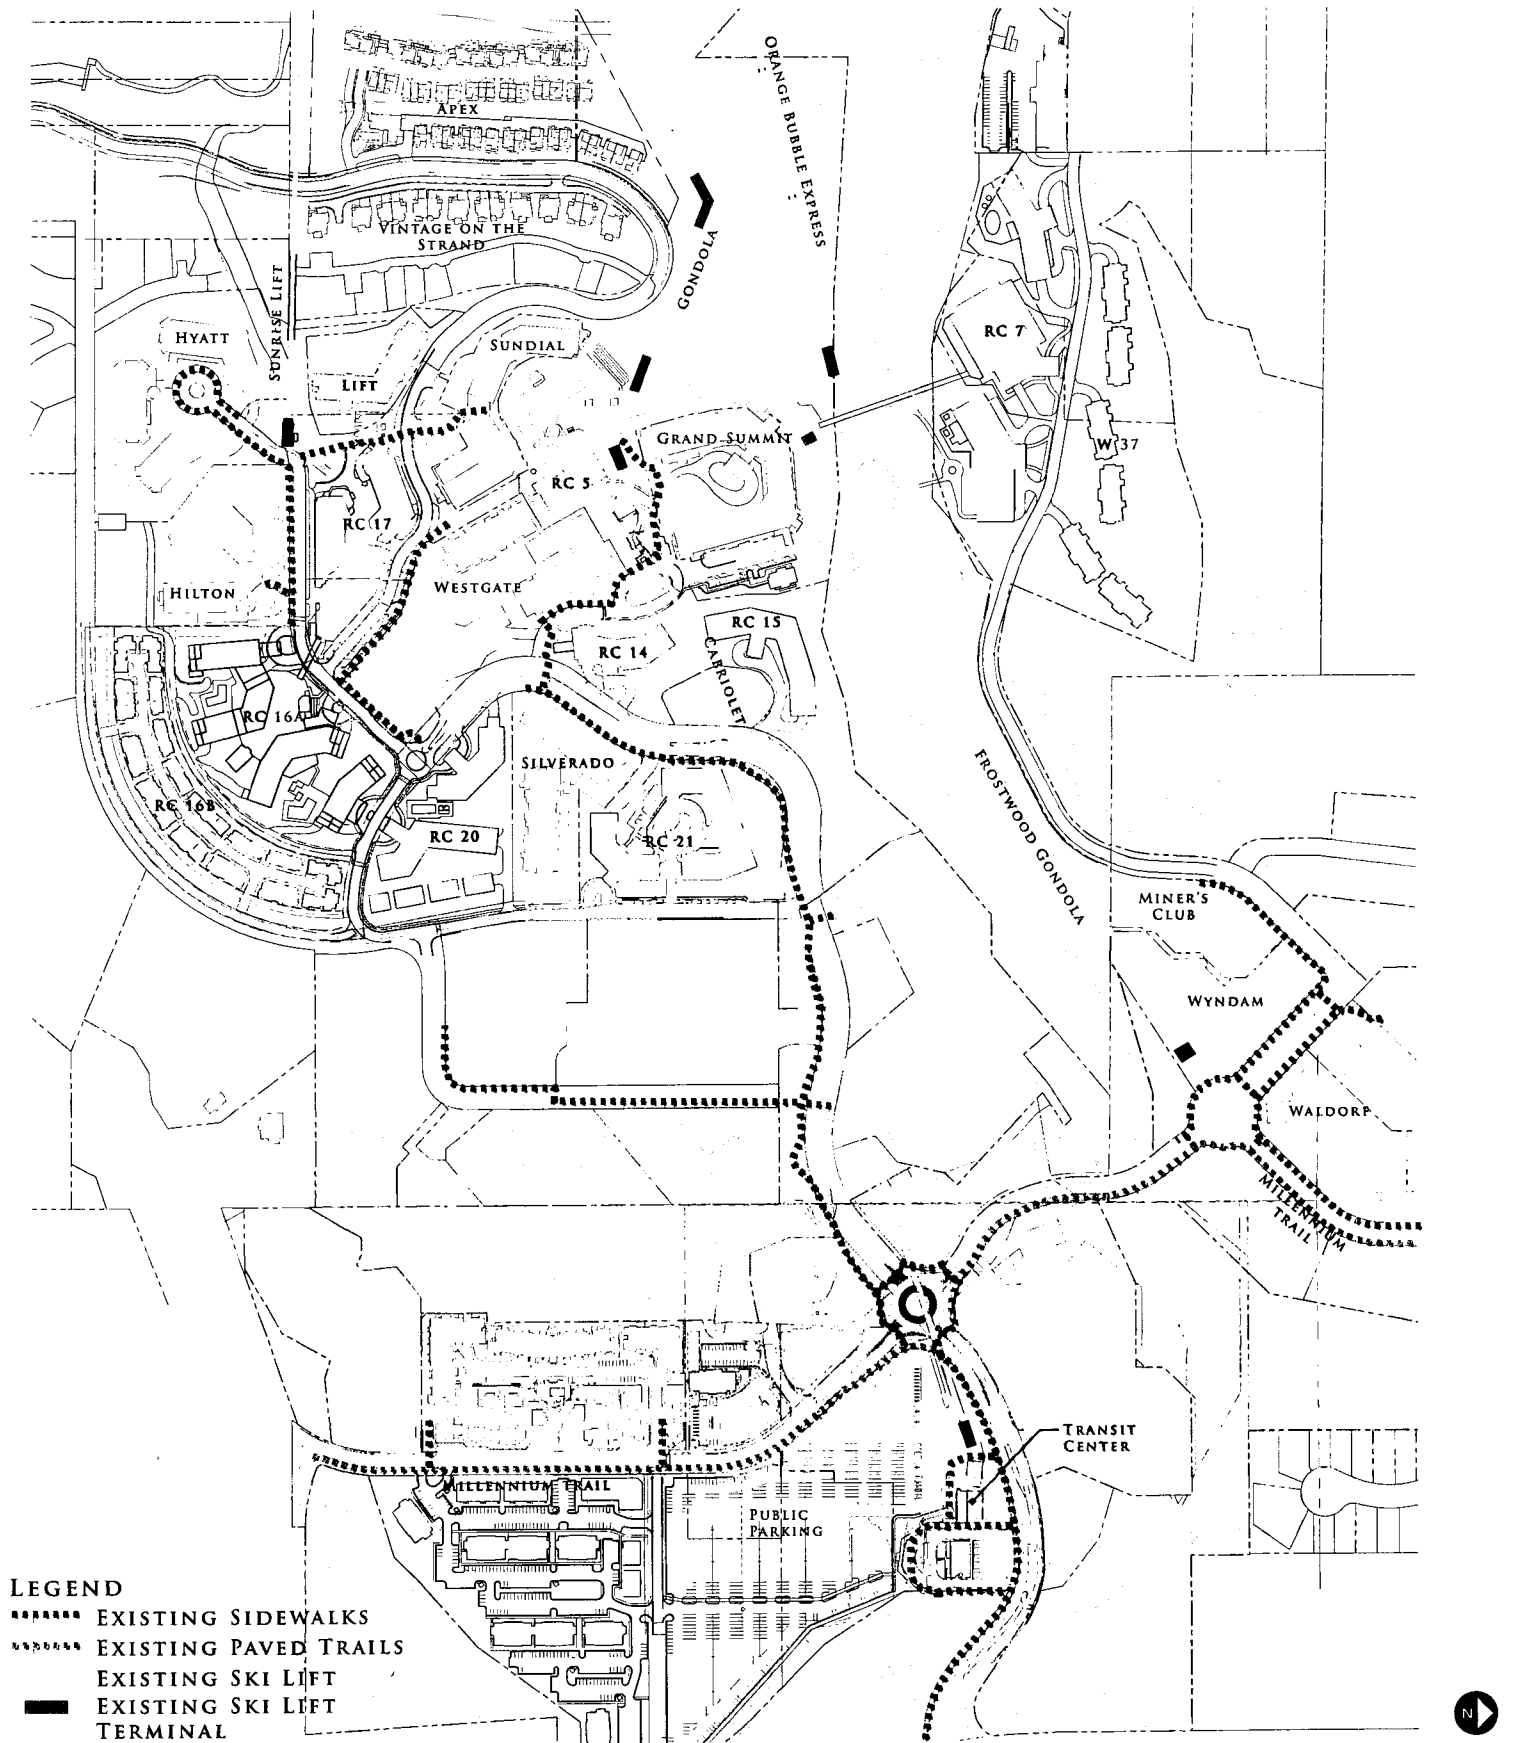 APEX
ORANGE BUBBLE EXPRESS
VINTAGE ON THE
STRAND
GONDOLA
SUNRISE LIFT
HYATT
SUNDIAL
LIFT
RC 7
GRAND SUMMIT
W 37
RC 5
RC 17
WESTGATE
HILTON
RC 15
RC 14
CABRIOLET
RC 16A
SILVERADO
FROSTWOOD GONDOLA
RC 16B
RC 20
RC 21
MINER'S
CLUB
WYNDAM
WALDORF
MILLENNIUM
TRAIL
TRANSIT
CENTER
MILLENNIUM TRAIL
PUBLIC
PARKING
LEGEND
EXISTING SIDEWALKS
EXISTING PAVED TRAILS
EXISTING SKI LIFT
EXISTING SKI LIFT
TERMINAL
N